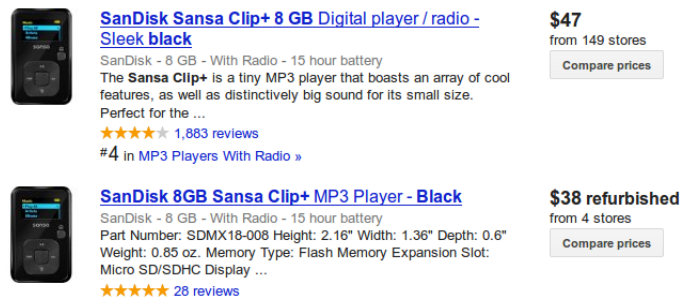 SanDisk Sansa Clip+ 8 GB Digital player / radio -
Sleek black
SanDisk - 8 GB - With Radio - 15 hour battery
The Sansa Clip+ is a tiny MP3 player that boasts an array of cool
features, as well as distinctively big sound for its small size.
Perfect for the ...
1,883 reviews
#4 in MP3 Players With Radio »
$47
from 149 stores
Compare prices
sansa
SanDisk 8GB Sansa Clip+ MP3 Player - Black
SanDisk - 8 GB - With Radio - 15 hour battery
Part Number: SDMX18-008 Height: 2.16" Width: 1.36" Depth: 0.6"
Weight: 0.85 oz. Memory Type: Flash Memory Expansion Slot:
Micro SD/SDHC Display ...
28 reviews
$38 refurbished
from 4 stores
Compare prices
sansa